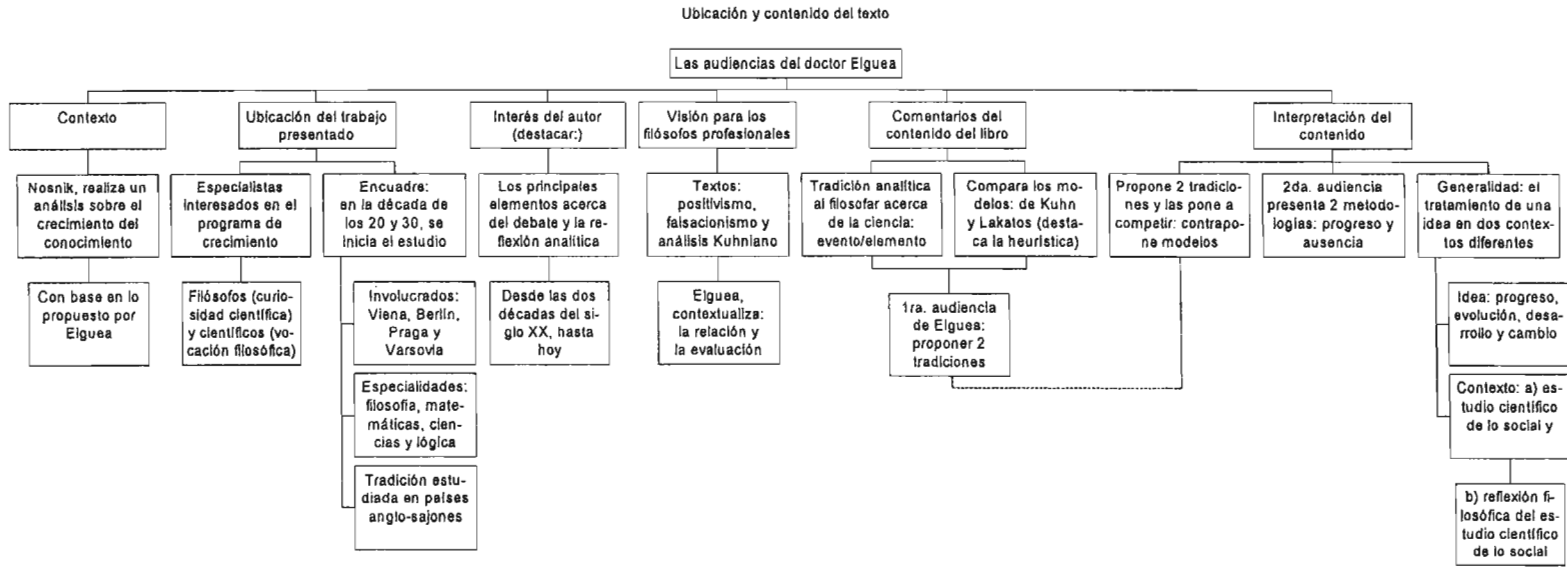 Ubicación y contenido del texto
Las audiencias del doctor Elguea
Contexto
Nosnik, realiza un
análisis sobre el
crecimiento del
conocimiento
Con base en lo
propuesto por
Elguea
Ubicación del trabajo
presentado
Especialistas
interesados en el
programa de
crecimiento
Filósofos (curio-
sidad científica)
y científicos (vo-
cación filosófica)
Encuadre:
en la década de
los 20 y 30, se
inicia el estudio
Involucrados:
Viena, Berlín,
Praga y
Varsovia
Especialidades:
filosofía, mate-
máticas, cien-
cias y lógica
Tradición estu-
diada en países
anglo-sajones
Interés del autor
(destacar:)
Los principales
elementos acerca
del debate y la re-
flexión analítica
Desde las dos
décadas del si-
glo XX, hasta
hoy
Visión para los
filósofos profesionales
Textos:
positivismo,
falsacionismo y
análisis Kuhniano
Elguea,
contextualiza:
la relación y
la evaluación
Comentarios del
contenido del libro
Tradición analítica
al filosofar acerca
de la ciencia:
evento/elemento
Compara los mo-
delos: de Kuhn
y Lakatos (desta-
ca la heurística)
1ra. audiencia
de Elgues:
proponer 2
tradiciones
Interpretación del
contenido
Propone 2 tradicio-
nes y las pone a
competir: contrapo-
ne modelos
2da. audiencia
presenta 2 metodo-
logías: progreso y
ausencia
Generalidad: el
tratamiento de una
idea en dos contex-
tos diferentes
Idea: progreso,
evolución, desa-
rrollo y cambio
Contexto: a) es-
tudio científico
de lo social y
b) reflexión fi-
losófica del es-
tudio científico
de lo social